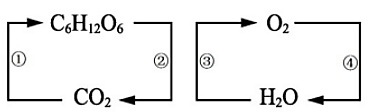 C₆H₁₂O₆ O₂
① ② ③ ④
CO₂ H₂O